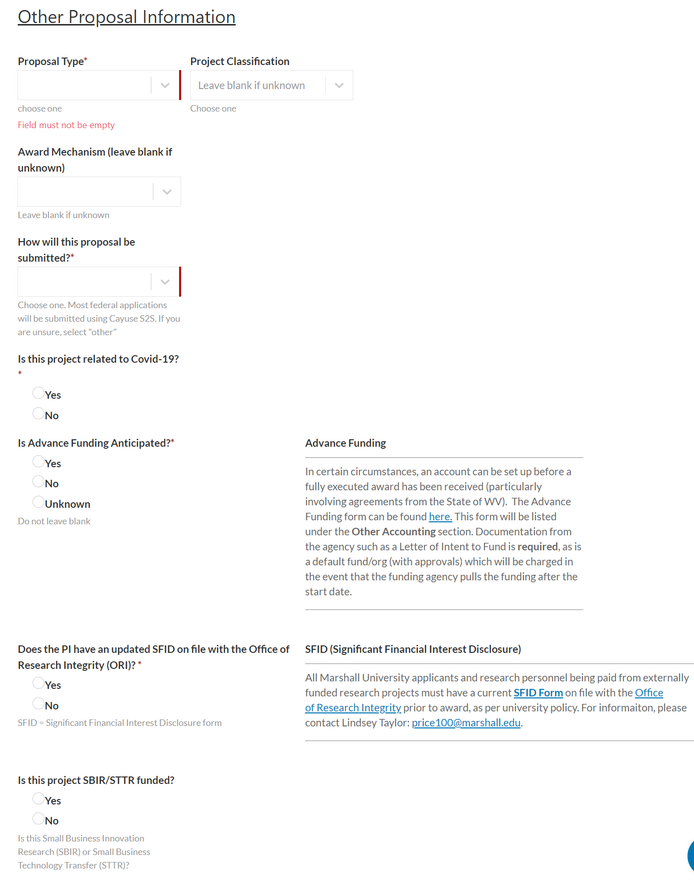 Other Proposal Information
Proposal Type*
Project Classification
Leave blank if unknown
choose one
Choose one
Field must not be empty
Award Mechanism (leave blank if
unknown)
Leave blank if unknown
How will this proposal be
submitted?*
Choose one. Most federal applications
will be submitted using Cayuse S2S. If you
are unsure, select "other"
Is this project related to Covid-19?
*
Yes
No
Is Advance Funding Anticipated?*
Yes
No
Unknown
Do not leave blank
Advance Funding
In certain circumstances, an account can be set up before a
fully executed award has been received (particularly
involving agreements from the State of WV). The Advance
Funding form can be found here. This form will be listed
under the Other Accounting section. Documentation from
the agency such as a Letter of Intent to Fund is required, as is
a default fund/org (with approvals) which will be charged in
the event that the funding agency pulls the funding after the
start date.
Does the PI have an updated SFID on file with the Office of
Research Integrity (ORI)? *
Yes
No
SFID = Significant Financial Interest Disclosure form
SFID (Significant Financial Interest Disclosure)
All Marshall University applicants and research personnel being paid from externally
funded research projects must have a current SFID Form on file with the Office
of Research Integrity prior to award, as per university policy. For informaiton, please
contact Lindsey Taylor: price100@marshall.edu.
Is this project SBIR/STTR funded?
Yes
No
Is this Small Business Innovation
Research (SBIR) or Small Business
Technology Transfer (STTR)?